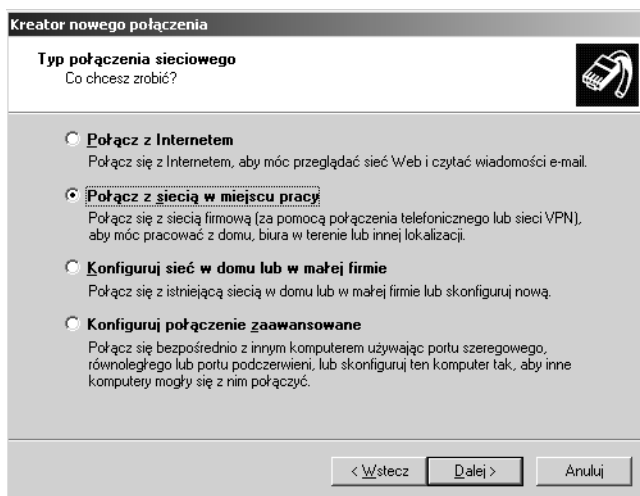 Kreator nowego połączenia
Typ połączenia sieciowego
Co chcesz zrobić?
Połącz z Internetem
Połącz się z Internetem, aby móc przeglądać sieć Web i czytać wiadomości e-mail.
Połącz z siecią w miejscu pracy
Połącz się z siecią firmową (za pomocą połączenia telefonicznego lub sieci VPN),
aby móc pracować z domu, biura w terenie lub innej lokalizacji.
Konfiguruj sieć w domu lub w małej firmie
Połącz się z istniejącą siecią w domu lub w małej firmie lub skonfiguruj nową.
Konfiguruj połączenie zaawansowane
Połącz się bezpośrednio z innym komputerem używając portu szeregowego,
równoległego lub portu podczerwieni, lub skonfiguruj ten komputer tak, aby inne
komputery mogły się z nim połączyć.
< Wstecz
Dalej >
Anuluj